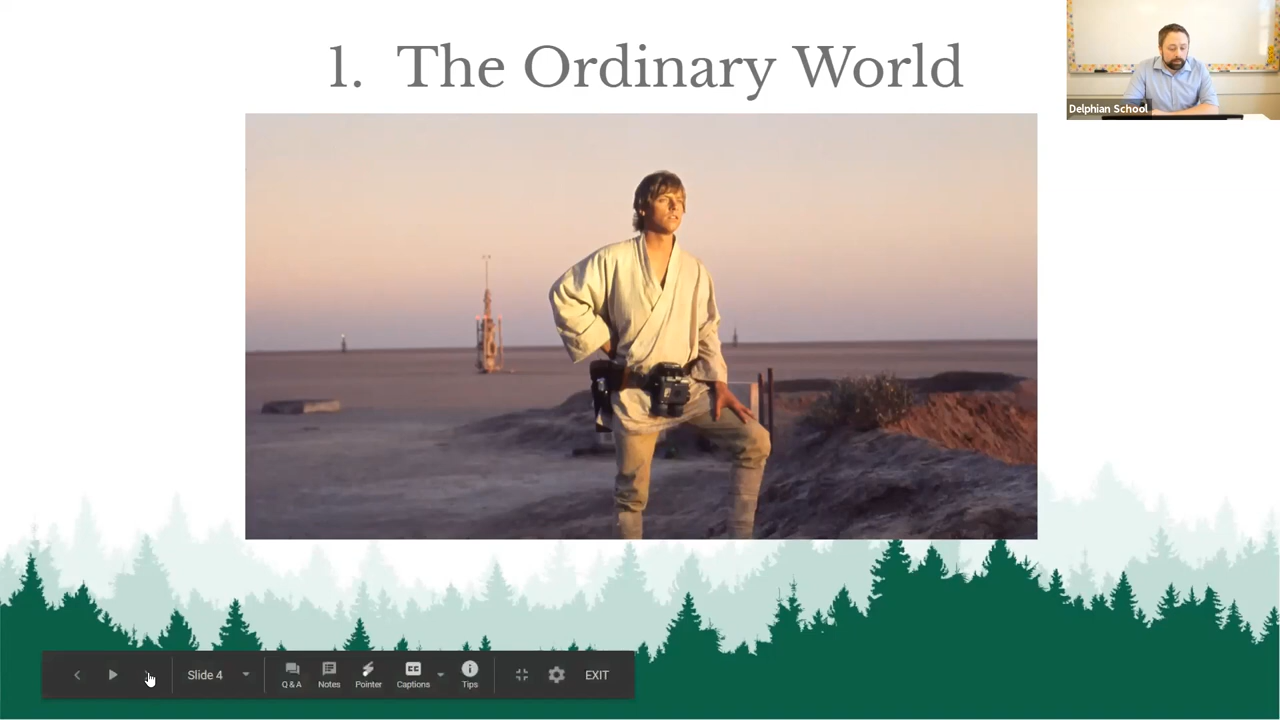 1. The Ordinary World
Delphian School
Slide 4
Q & A
Notes
Pointer
Captions
Tips
EXIT